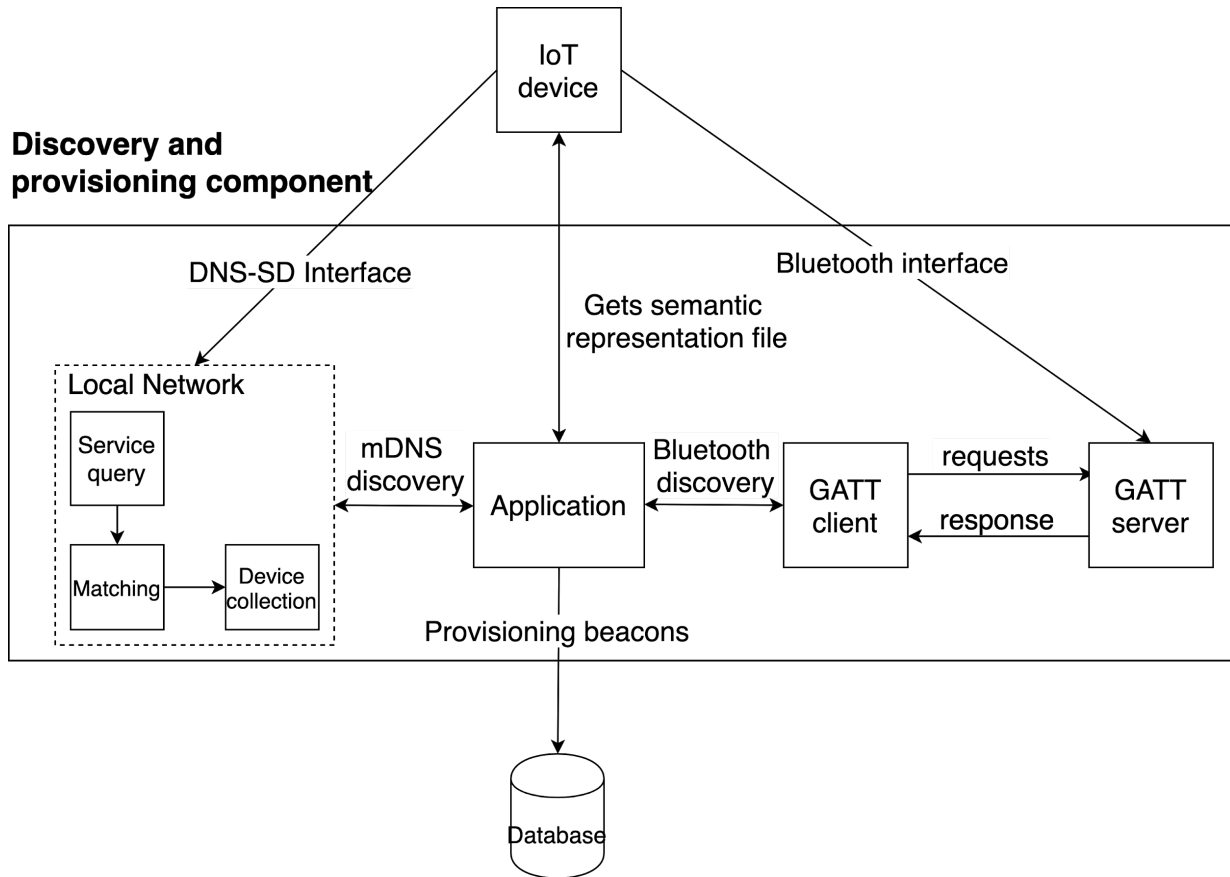 IoT
device
Discovery and
provisioning component
DNS-SD Interface
Bluetooth interface
Gets semantic
representation file
Local Network
Service
query
Matching
Device
collection
mDNS
discovery
Application
Bluetooth
discovery
GATT
client
requests
response
GATT
server
Provisioning beacons
Database